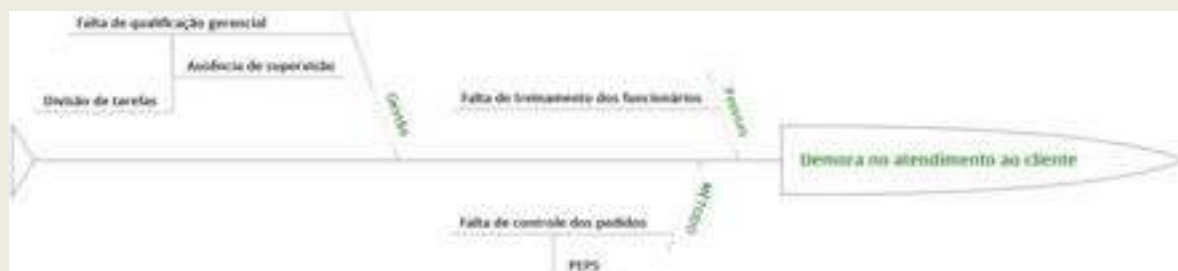 Falta de qualificação gerencial
Ausência de supervisão
Divisão de tarefas
Gestão
Falta de treinamento dos funcionários
Pessoas
Demora no atendimento ao cliente
MÉTODO
Falta de controle dos pedidos
PEPS